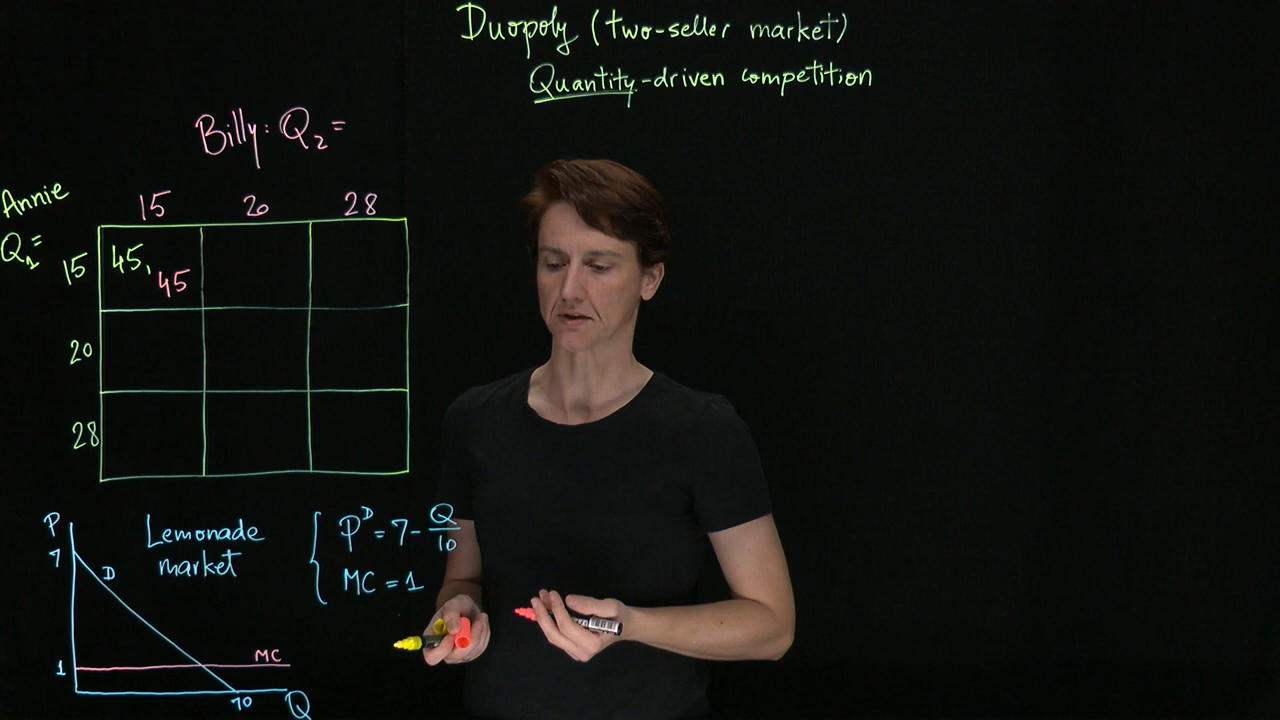 Duopoly (two-seller market)
Quantity-driven competition
Billy: Q₂ =
Annie
Q₁ =
15 20 28
15 45, 45
20
28
P
7
D
1
MC
70
Q
Lemonade
market
Pᴰ = 7 - Q/10
MC = 1